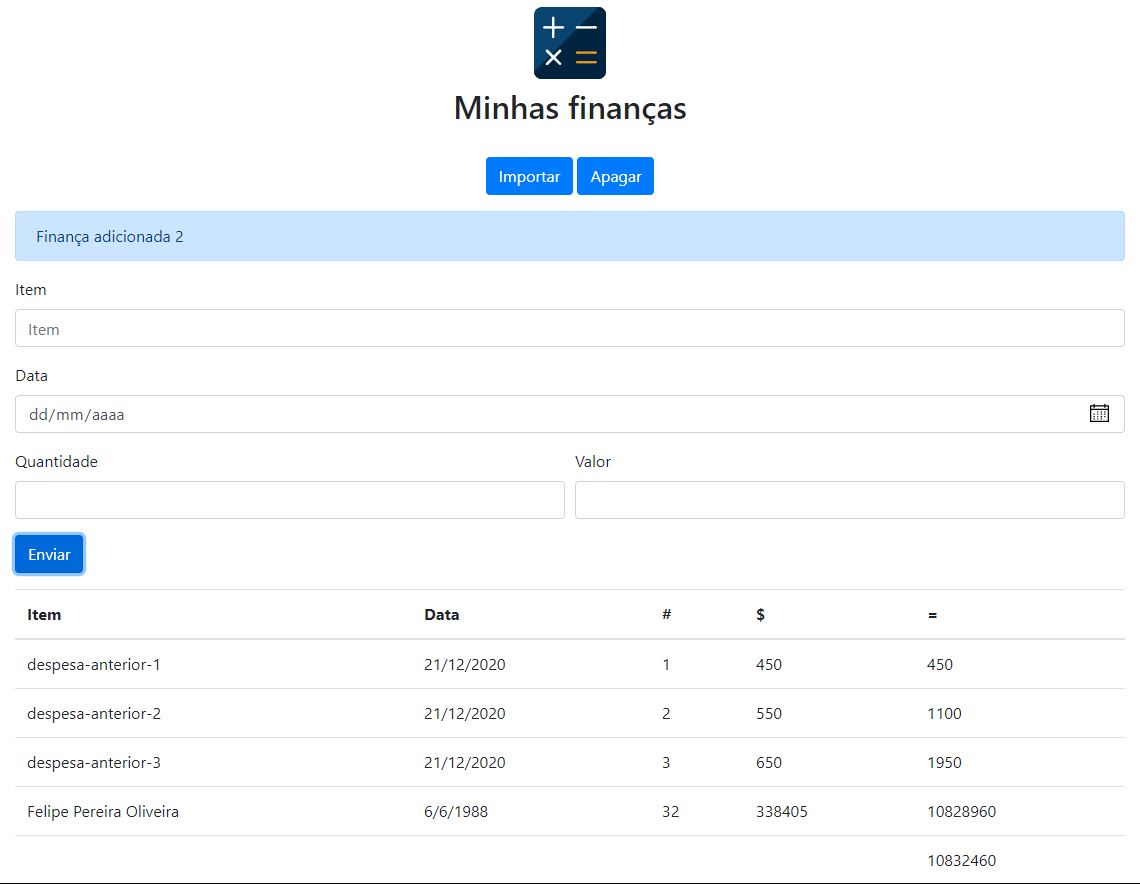 Minhas finanças
Importar Apagar
Finança adicionada 2
Item
Item
Data
dd/mm/aaaa
Quantidade Valor
Enviar
Item Data # $ =
despesa-anterior-1 21/12/2020 1 450 450
despesa-anterior-2 21/12/2020 2 550 1100
despesa-anterior-3 21/12/2020 3 650 1950
Felipe Pereira Oliveira 6/6/1988 32 338405 10828960
10832460